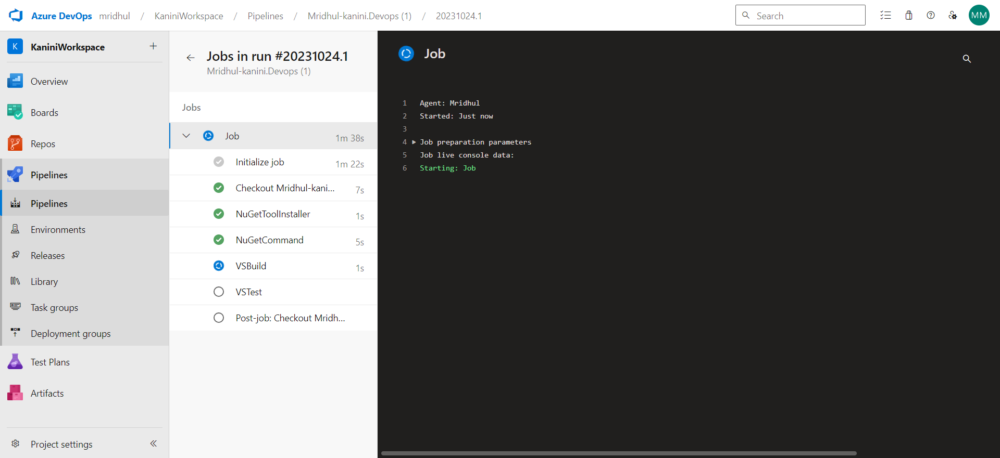 Azure DevOps mridhul / KaniniWorkspace / Pipelines / Mridhul-kanini.Devops (1) / 20231024.1
Search
MM
K KaniniWorkspace +
Overview
Boards
Repos
Pipelines
Pipelines
Environments
Releases
Library
Task groups
Deployment groups
Test Plans
Artifacts
Project settings
Jobs in run #20231024.1
Mridhul-kanini.Devops (1)
Jobs
Job 1m 38s
Initialize job 1m 22s
Checkout Mridhul-kani... 7s
NuGetToolInstaller 1s
NuGetCommand 5s
VSBuild 1s
VSTest
Post-job: Checkout Mridh...
Job
1 Agent: Mridhul
2 Started: Just now
3
4 Job preparation parameters
5 Job live console data:
6 Starting: Job